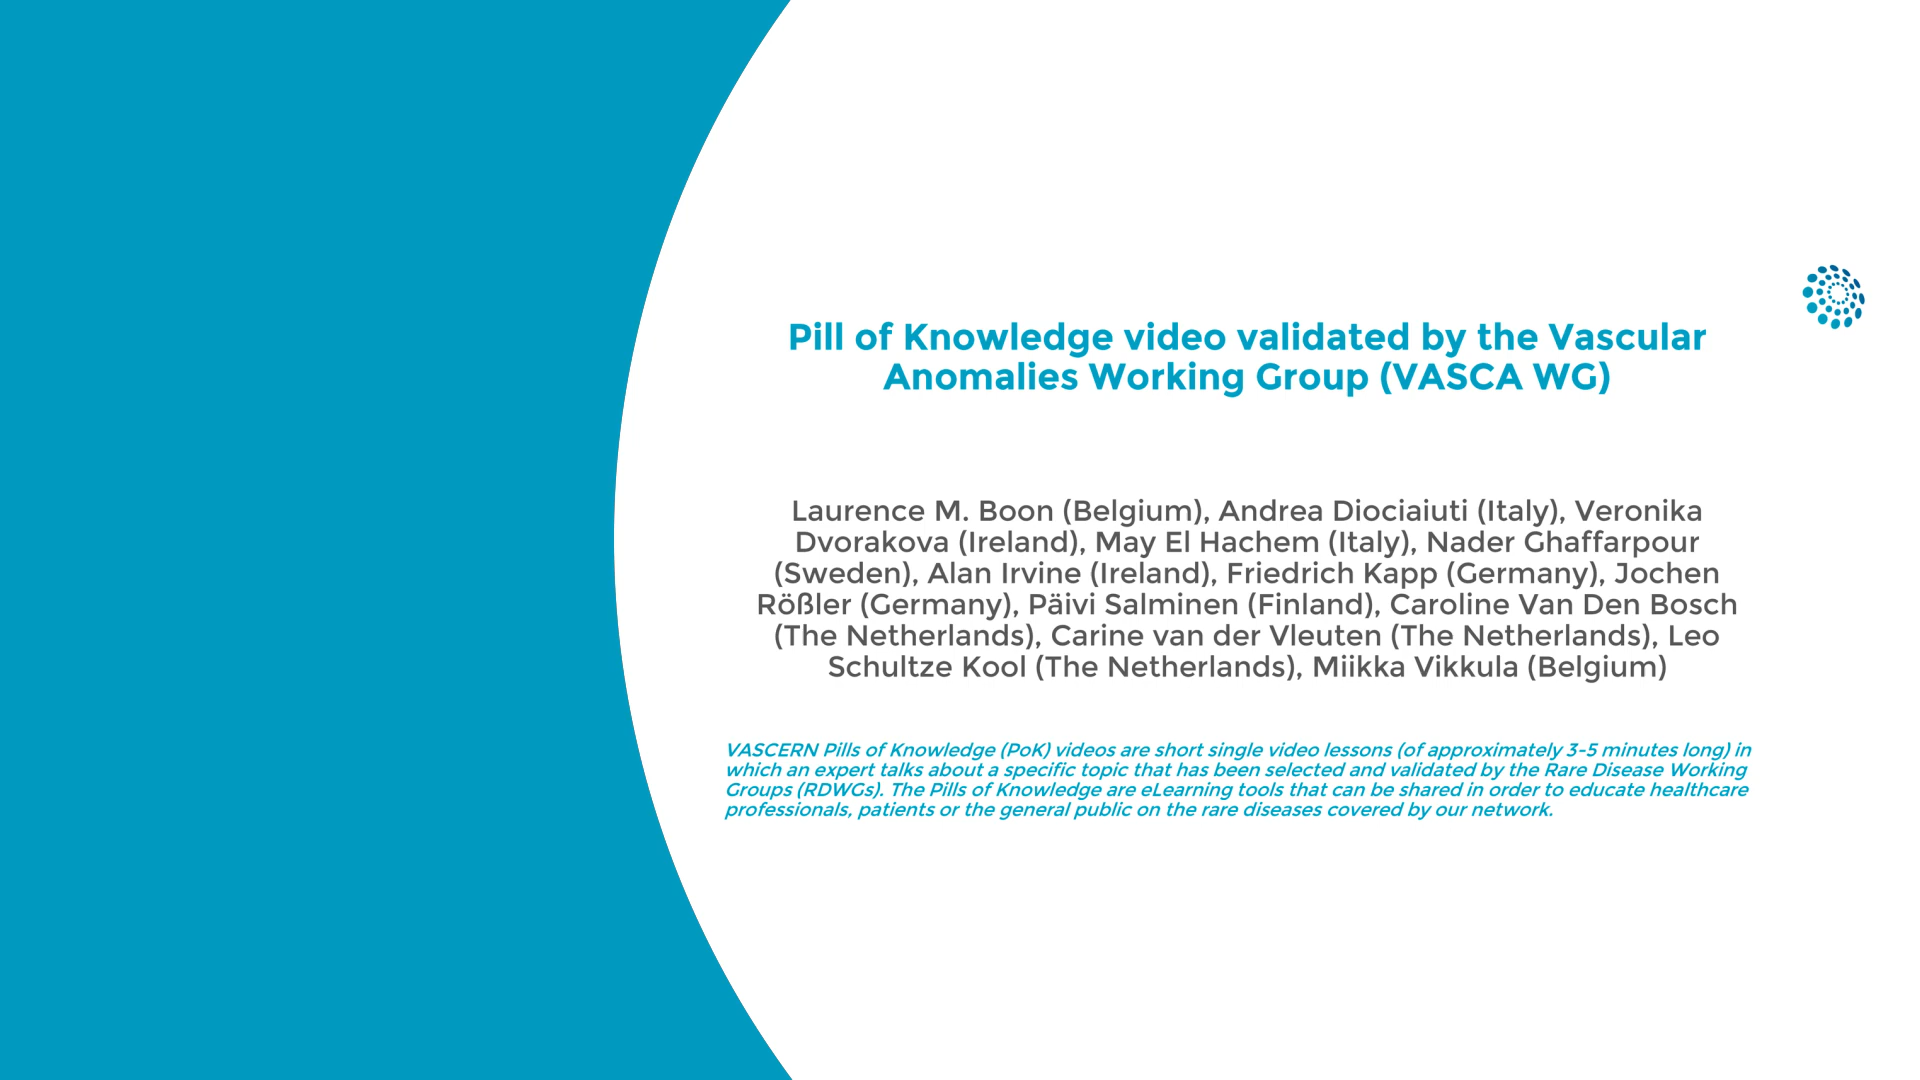 Pill of Knowledge video validated by the Vascular
Anomalies Working Group (VASCA WG)
Laurence M. Boon (Belgium), Andrea Diociaiuti (Italy), Veronika
Dvorakova (Ireland), May El Hachem (Italy), Nader Ghaffarpour
(Sweden), Alan Irvine (Ireland), Friedrich Kapp (Germany), Jochen
Rößler (Germany), Päivi Salminen (Finland), Caroline Van Den Bosch
(The Netherlands), Carine van der Vleuten (The Netherlands), Leo
Schultze Kool (The Netherlands), Miikka Vikkula (Belgium)
VASCERN Pills of Knowledge (PoK) videos are short single video lessons (of approximately 3-5 minutes long) in
which an expert talks about a specific topic that has been selected and validated by the Rare Disease Working
Groups (RDWGs). The Pills of Knowledge are eLearning tools that can be shared in order to educate healthcare
professionals, patients or the general public on the rare diseases covered by our network.